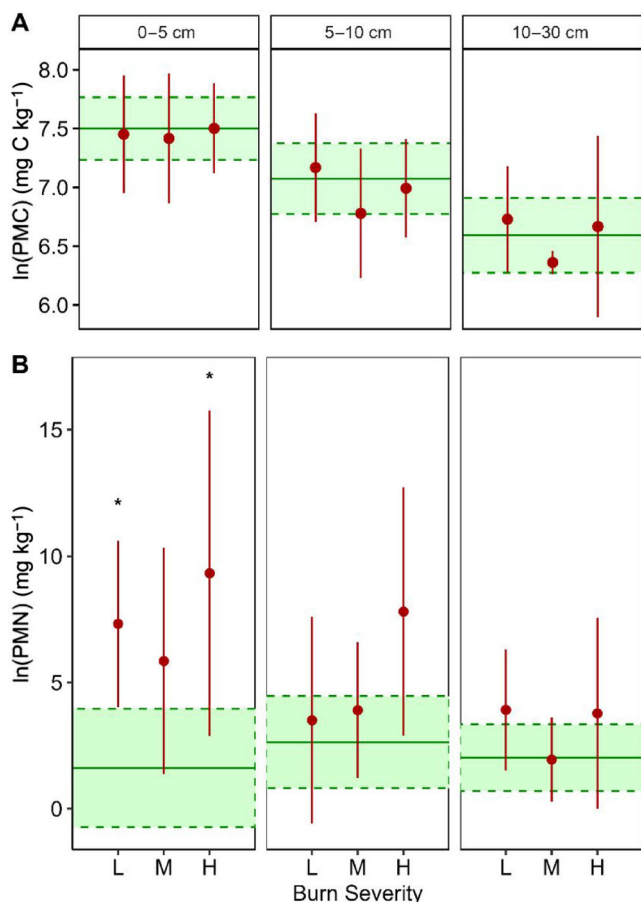 A
0–5 cm 5–10 cm 10–30 cm
ln(PMC) (mg C kg⁻¹)
8.0
7.5
7.0
6.5
6.0
B
ln(PMN) (mg kg⁻¹)
* *
15
10
5
0
L M H L M H L M H
Burn Severity